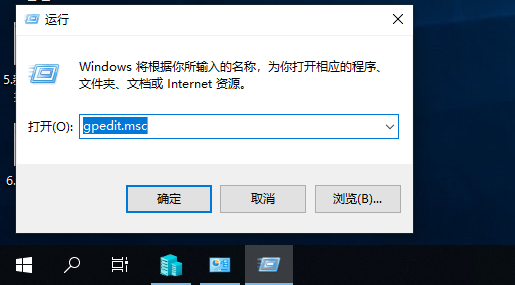 运行
Windows 将根据你所输入的名称，为你打开相应的程序、
文件夹、文档或 Internet 资源。
5.
打开(O):
gpedit.msc
6.
确定
取消
浏览(B)...